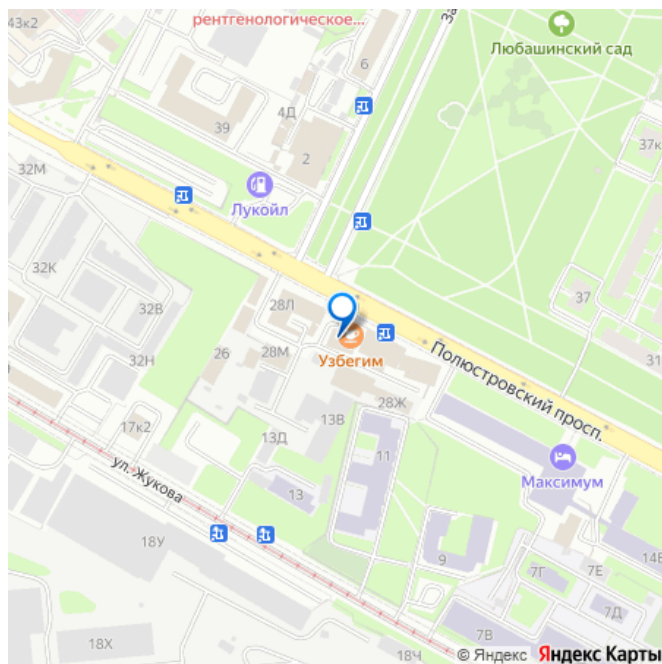 43к2
рентгенологическое...
За
Любашинский сад
6
4Д
39
2
37к
32М
Лукойл
32К
32В
28Л
37
Узбегим
28М
26
32Н
Полюстровский просп.
31
28Ж
13В
17к2
13Д
11
ул. Жукова
13
Максимум
18У
9
7Г
7Е
14В
7Д
7В
18Х
18Ч
© Яндекс Яндекс Карты